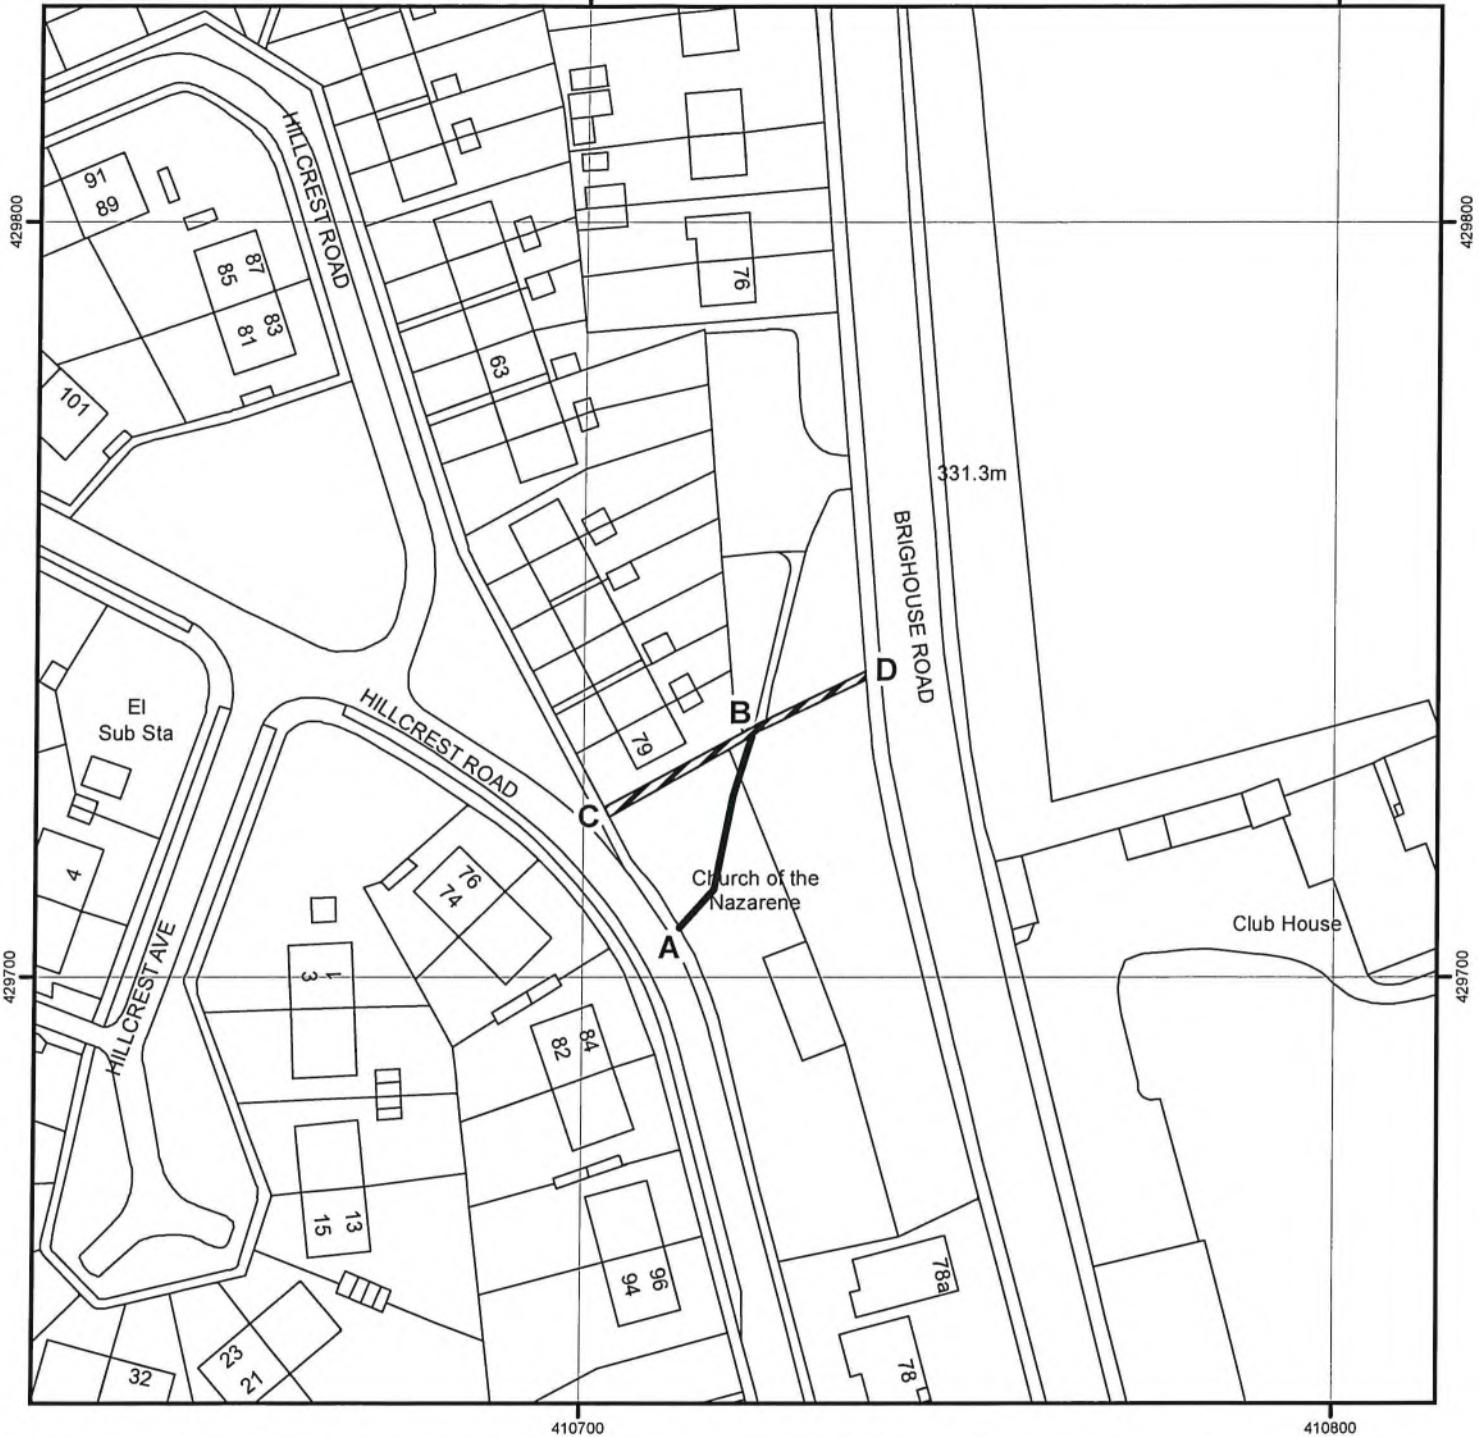 HILLCREST ROAD
91
89
87
85
83
81
101
429800
429800
76
63
331.3m
BRIGHOUSE ROAD
D
B
El
Sub Sta
HILLCREST ROAD
79
C
4
76
74
Church of the
Nazarene
A
Club House
HILLCREST AVE
1
3
429700
429700
84
82
13
15
96
94
78a
78
23
21
32
410700
410800